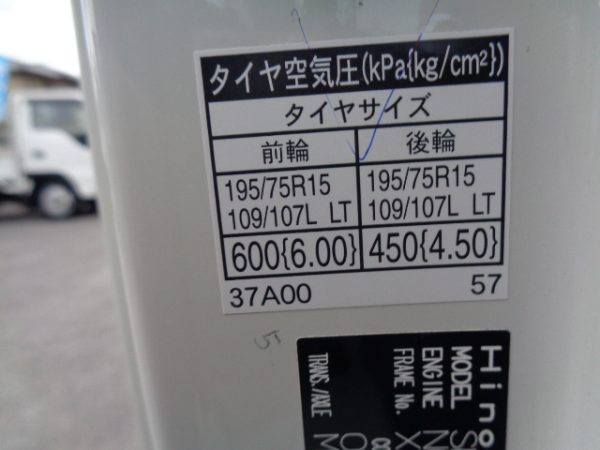 タイヤ空気圧(kPa{kg/cm²})
タイヤサイズ
前輪 後輪
195/75R15 195/75R15
109/107L LT 109/107L LT
600{6.00} 450{4.50}
37A00 57
Hino
MODEL
ENGINE
FRAME No.
TRANS./AXLE